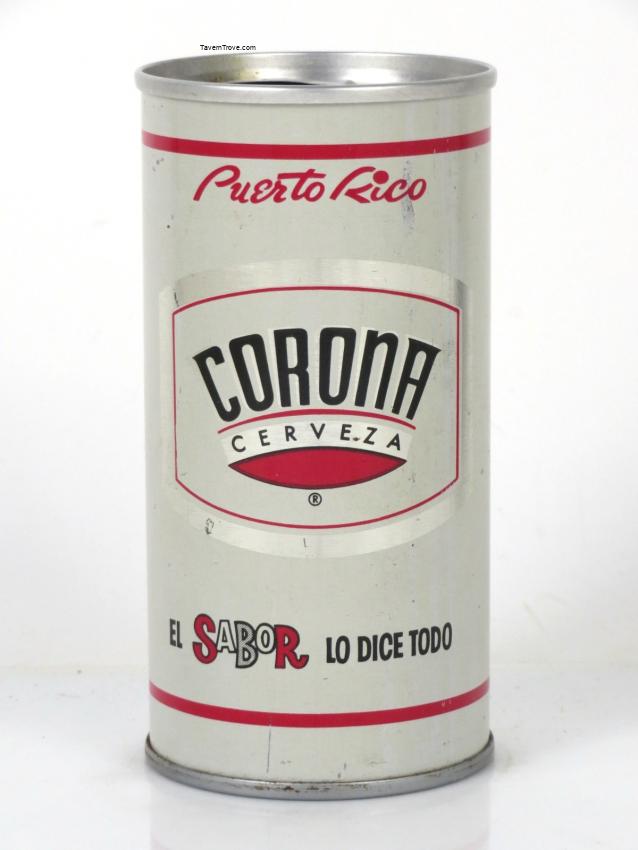 TavernTrove.com
Puerto Rico
CORONA
CERVEZA
®
EL SABOR LO DICE TODO